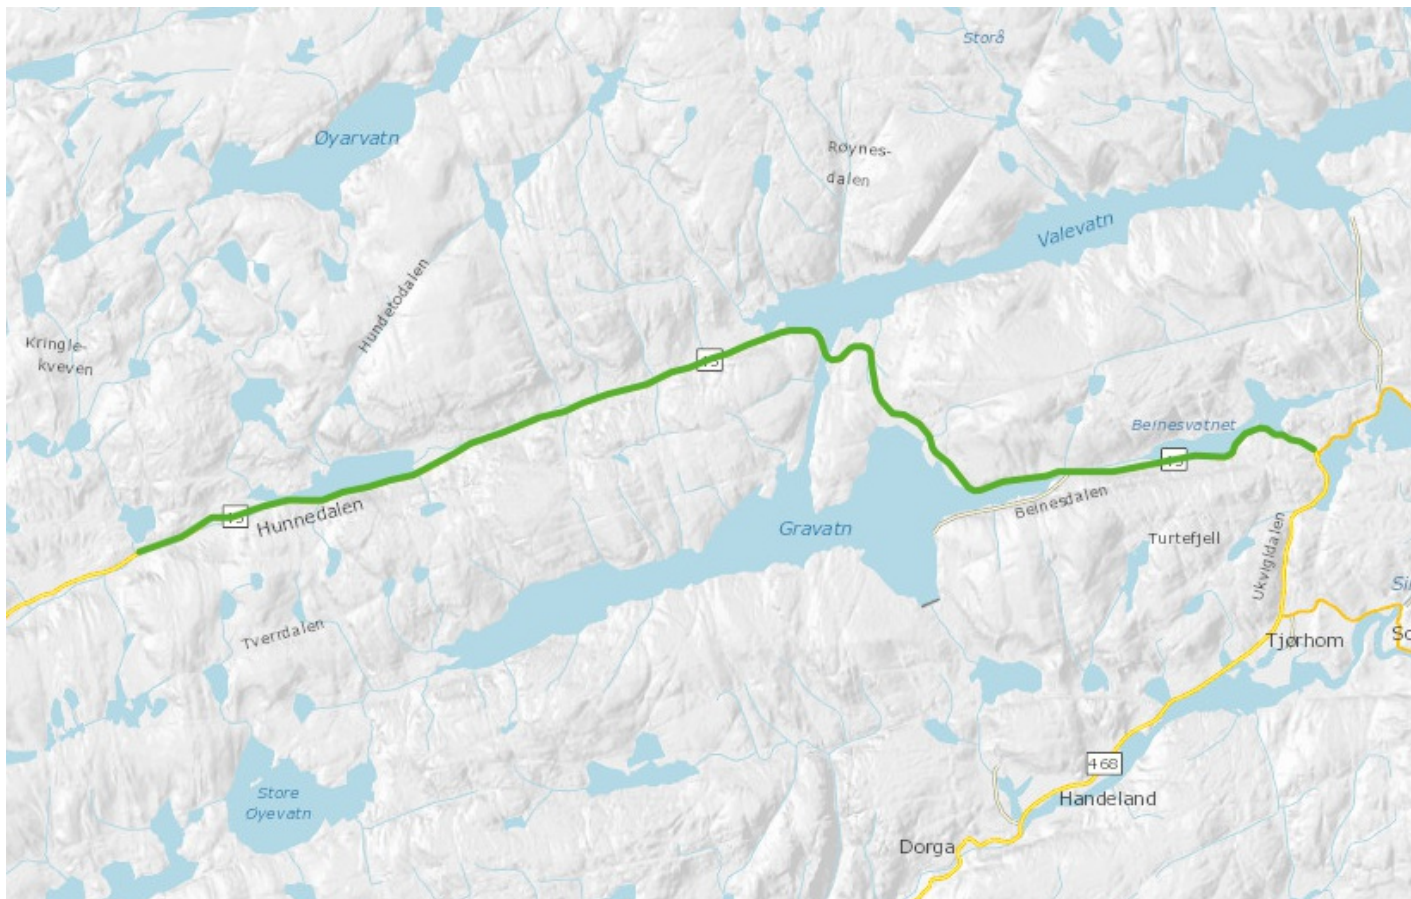 Storå
Øyarvatn
Røynes-
dalen
Valevatn
Hundetodalen
Kringle-
kveven
Beinesvatnet
Hunnedalen
Beinesdalen
Gravatn
Turtefjell
Ukvigldalen
Tverrdalen
Tjørhom
468
Store
Øyevatn
Handeland
Dorga